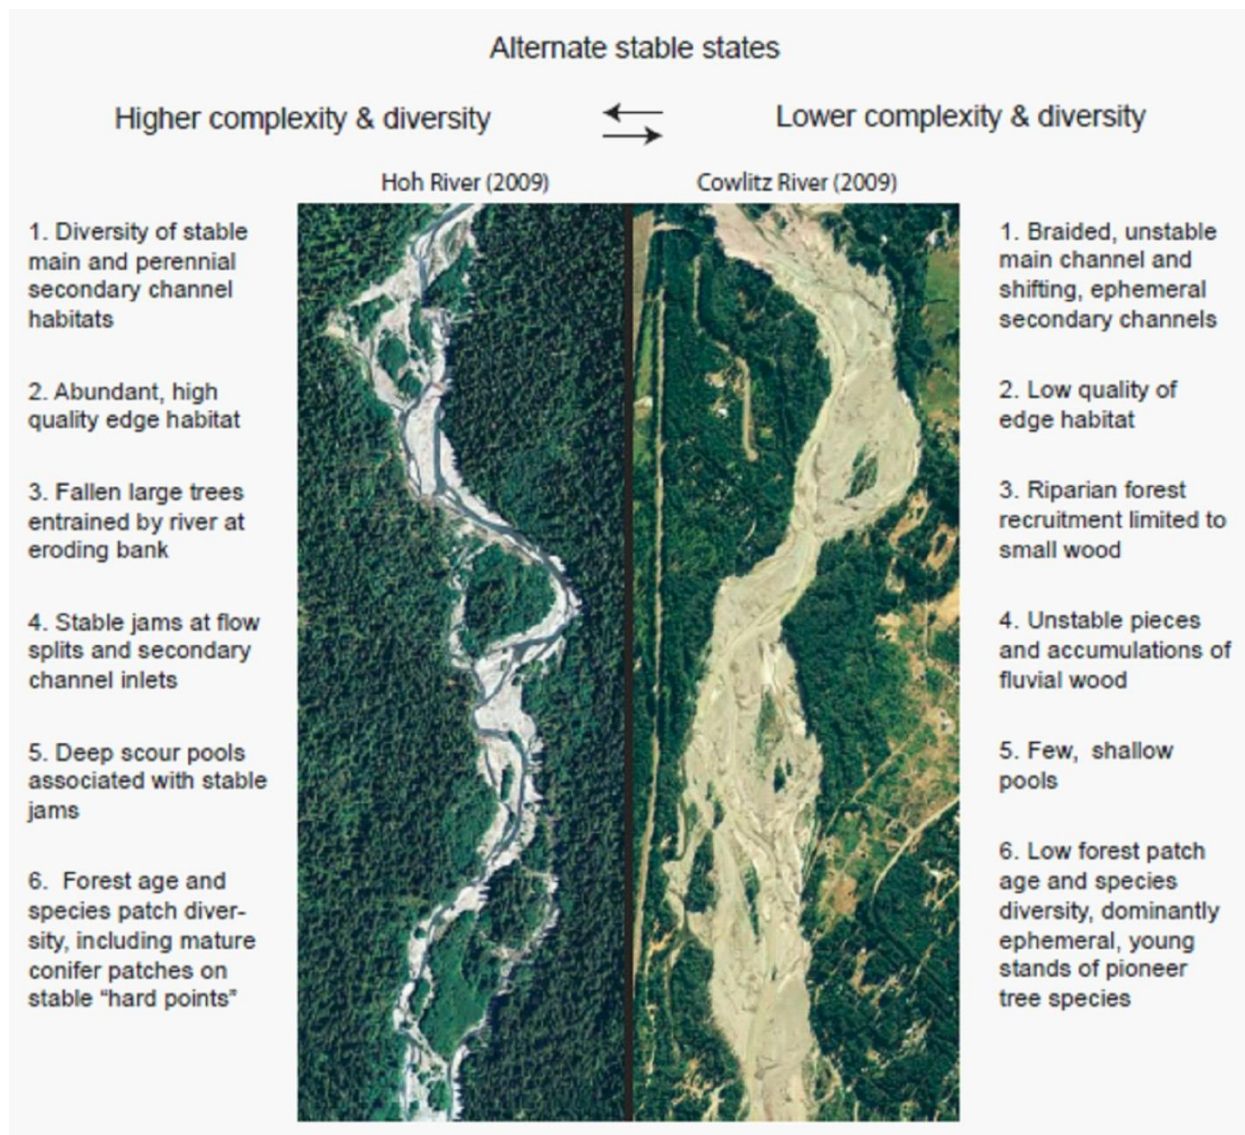 Alternate stable states
Higher complexity & diversity
Lower complexity & diversity
Hoh River (2009)
Cowlitz River (2009)
1. Diversity of stable
main and perennial
secondary channel
habitats
2. Abundant, high
quality edge habitat
3. Fallen large trees
entrained by river at
eroding bank
4. Stable jams at flow
splits and secondary
channel inlets
5. Deep scour pools
associated with stable
jams
6.  Forest age and
species patch diver-
sity, including mature
conifer patches on
stable “hard points”
1. Braided, unstable
main channel and
shifting, ephemeral
secondary channels
2. Low quality of
edge habitat
3. Riparian forest
recruitment limited to
small wood
4. Unstable pieces
and accumulations of
fluvial wood
5. Few,  shallow
pools
6. Low forest patch
age and species
diversity, dominantly
ephemeral, young
stands of pioneer
tree species